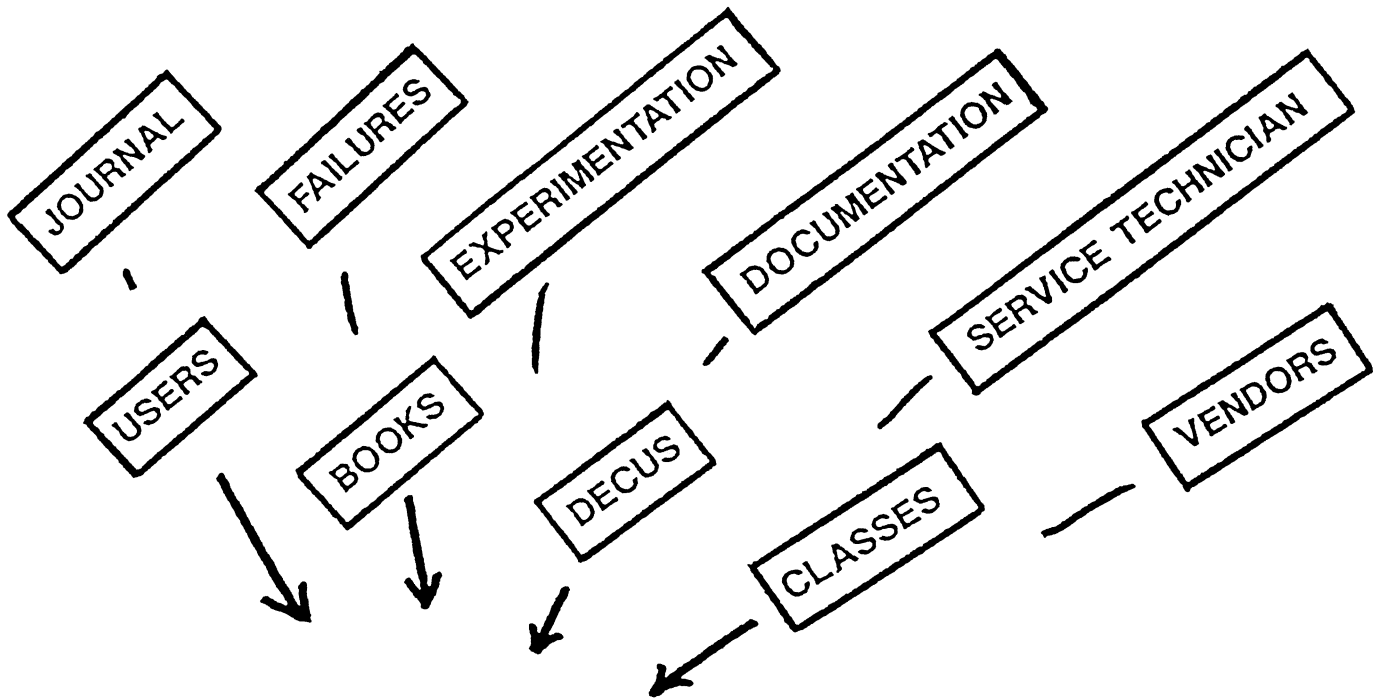 JOURNAL
FAILURES
EXPERIMENTATION
DOCUMENTATION
SERVICE TECHNICIAN
USERS
BOOKS
DECUS
CLASSES
VENDORS